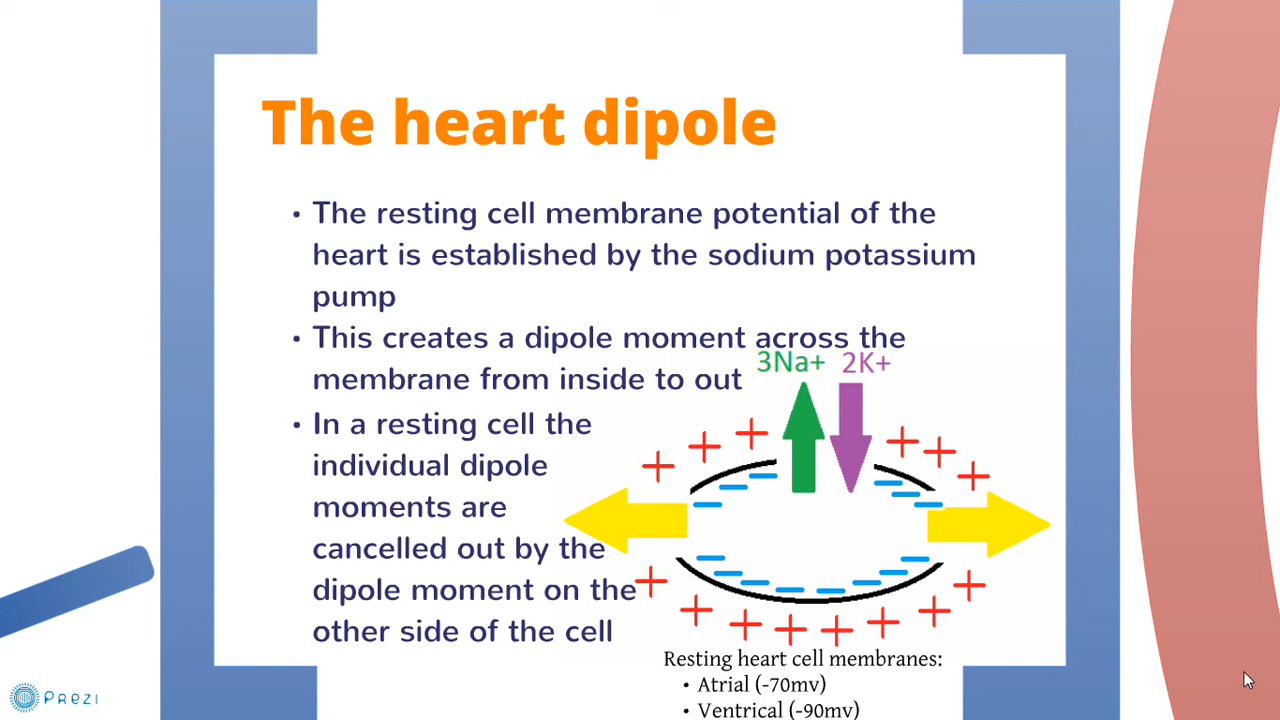 The heart dipole
• The resting cell membrane potential of the
heart is established by the sodium potassium
pump
• This creates a dipole moment across the
membrane from inside to out
3Na+ 2K+
• In a resting cell the
individual dipole
moments are
cancelled out by the
dipole moment on the
other side of the cell
Resting heart cell membranes:
• Atrial (-70mv)
• Ventrical (-90mv)
Prezi